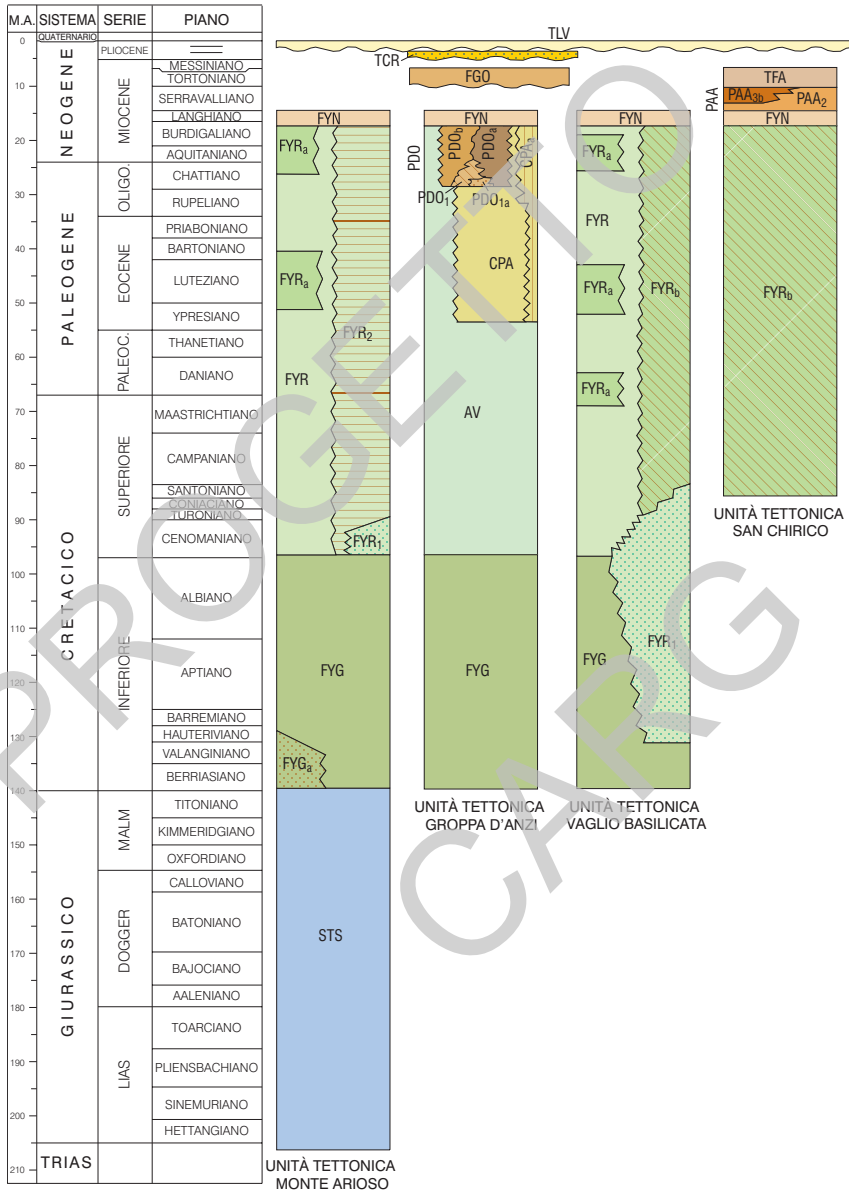 M.A. SISTEMA SERIE PIANO
0
10
20
30
40
50
60
70
80
90
100
110
120
130
140
150
160
170
180
190
200
210
QUATERNARIO
NEOGENE
PALEOGENE
CRETACICO
GIURASSICO
TRIAS
PLIOCENE
MIOCENE
OLIGO.
EOCENE
PALEOC.
SUPERIORE
INFERIORE
MALM
DOGGER
LIAS
MESSINIANO
TORTONIANO
SERRAVALLIANO
LANGHIANO
BURDIGALIANO
AQUITANIANO
CHATTIANO
RUPELIANO
PRIABONIANO
BARTONIANO
LUTEZIANO
YPRESIANO
THANETIANO
DANIANO
MAASTRICHTIANO
CAMPANIANO
SANTONIANO
CONIACIANO
TURONIANO
CENOMANIANO
ALBIANO
APTIANO
BARREMIANO
HAUTERIVIANO
VALANGINIANO
BERRIASIANO
TITONIANO
KIMMERIDGIANO
OXFORDIANO
CALLOVIANO
BATONIANO
BAJOCIANO
AALENIANO
TOARCIANO
PLIENSBACHIANO
SINEMURIANO
HETTANGIANO
TLV
TCR
FGO
FYN
FYRa
FYRa
FYR2
FYR
FYR1
FYG
FYGa
STS
UNITÀ TETTONICA
MONTE ARIOSO
FYN
PDO
PDOb
PDOa
CPAa
PDO1
PDO1a
CPA
AV
FYG
UNITÀ TETTONICA
GROPPA D'ANZI
FYN
FYRa
FYR
FYRa
FYRb
FYRa
FYR1
FYG
UNITÀ TETTONICA
VAGLIO BASILICATA
TFA
PAA
PAA3b
PAA2
FYN
FYRb
UNITÀ TETTONICA
SAN CHIRICO
PROGETTO
CARG